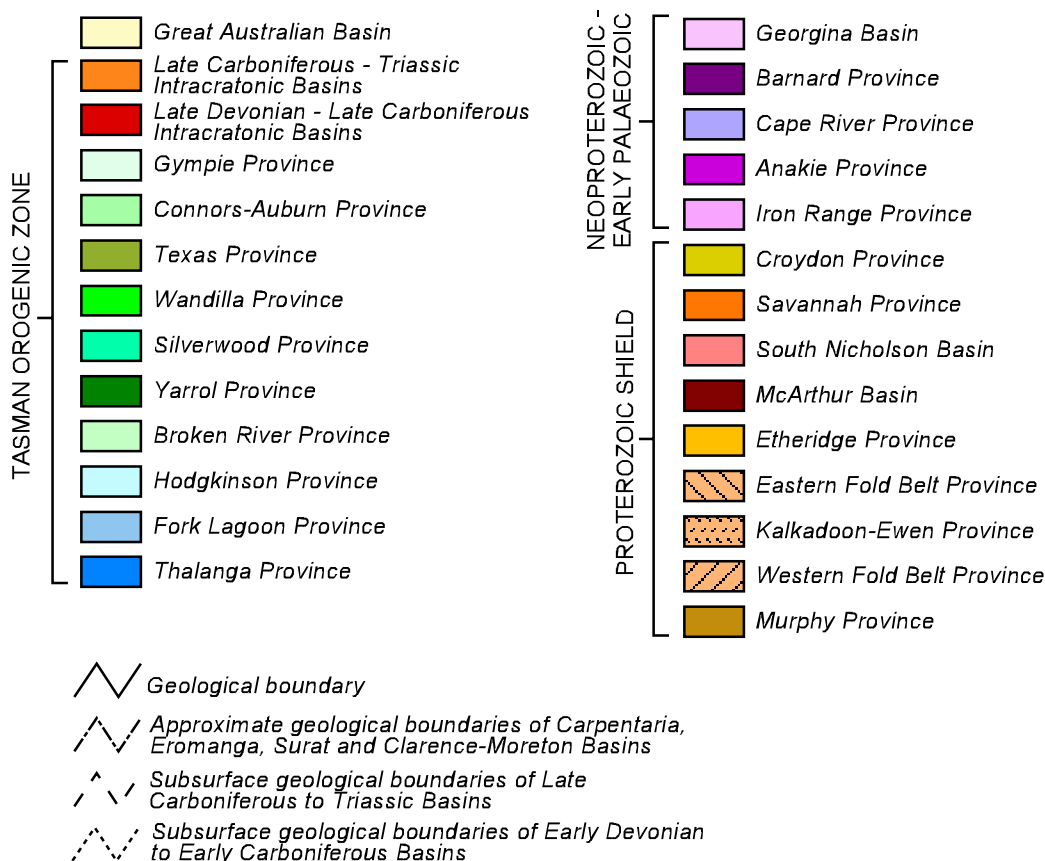 Great Australian Basin
TASMAN OROGENIC ZONE
Late Carboniferous - Triassic
Intracratonic Basins
Late Devonian - Late Carboniferous
Intracratonic Basins
Gympie Province
Connors-Auburn Province
Texas Province
Wandilla Province
Silverwood Province
Yarrol Province
Broken River Province
Hodgkinson Province
Fork Lagoon Province
Thalanga Province
NEOPROTEROZOIC -
EARLY PALAEOZOIC
Georgina Basin
Barnard Province
Cape River Province
Anakie Province
Iron Range Province
PROTEROZOIC SHIELD
Croydon Province
Savannah Province
South Nicholson Basin
McArthur Basin
Etheridge Province
Eastern Fold Belt Province
Kalkadoon-Ewen Province
Western Fold Belt Province
Murphy Province
Geological boundary
Approximate geological boundaries of Carpentaria,
Eromanga, Surat and Clarence-Moreton Basins
Subsurface geological boundaries of Late
Carboniferous to Triassic Basins
Subsurface geological boundaries of Early Devonian
to Early Carboniferous Basins